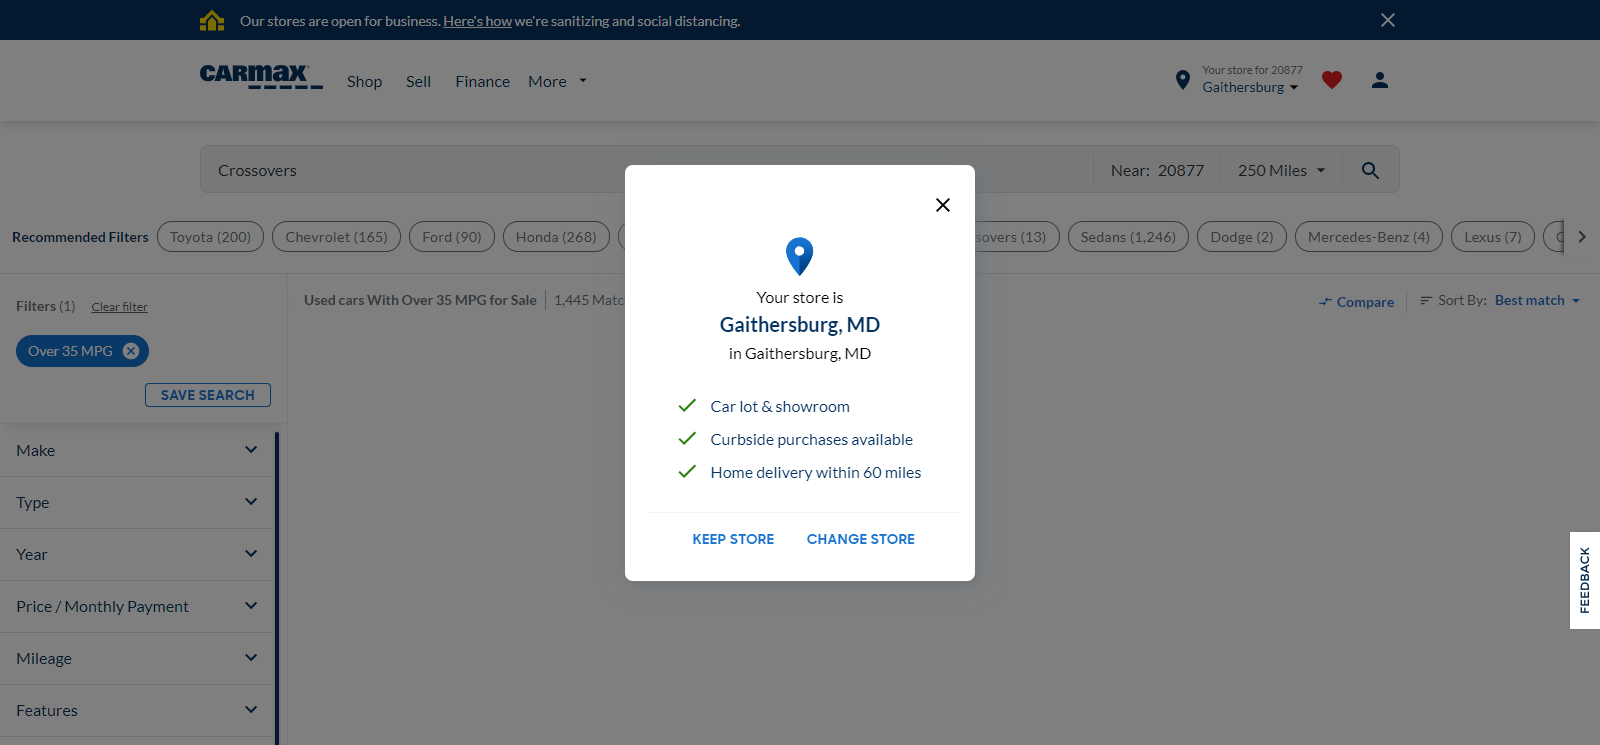 Our stores are open for business. Here's how we're sanitizing and social distancing.
CARMAX
Shop
Sell
Finance
More
Your store for 20877
Gaithersburg
Crossovers
Near: 20877
250 Miles
Recommended Filters
Toyota (200)
Chevrolet (165)
Ford (90)
Honda (268)
(13)
Sedans (1,246)
Dodge (2)
Mercedes-Benz (4)
Lexus (7)
Filters (1)
Clear filter
Over 35 MPG
SAVE SEARCH
Make
Type
Year
Price / Monthly Payment
Mileage
Features
Used cars With Over 35 MPG for Sale
1,445
Compare
Sort By: Best match
Your store is
Gaithersburg, MD
in Gaithersburg, MD
Car lot & showroom
Curbside purchases available
Home delivery within 60 miles
KEEP STORE
CHANGE STORE
FEEDBACK